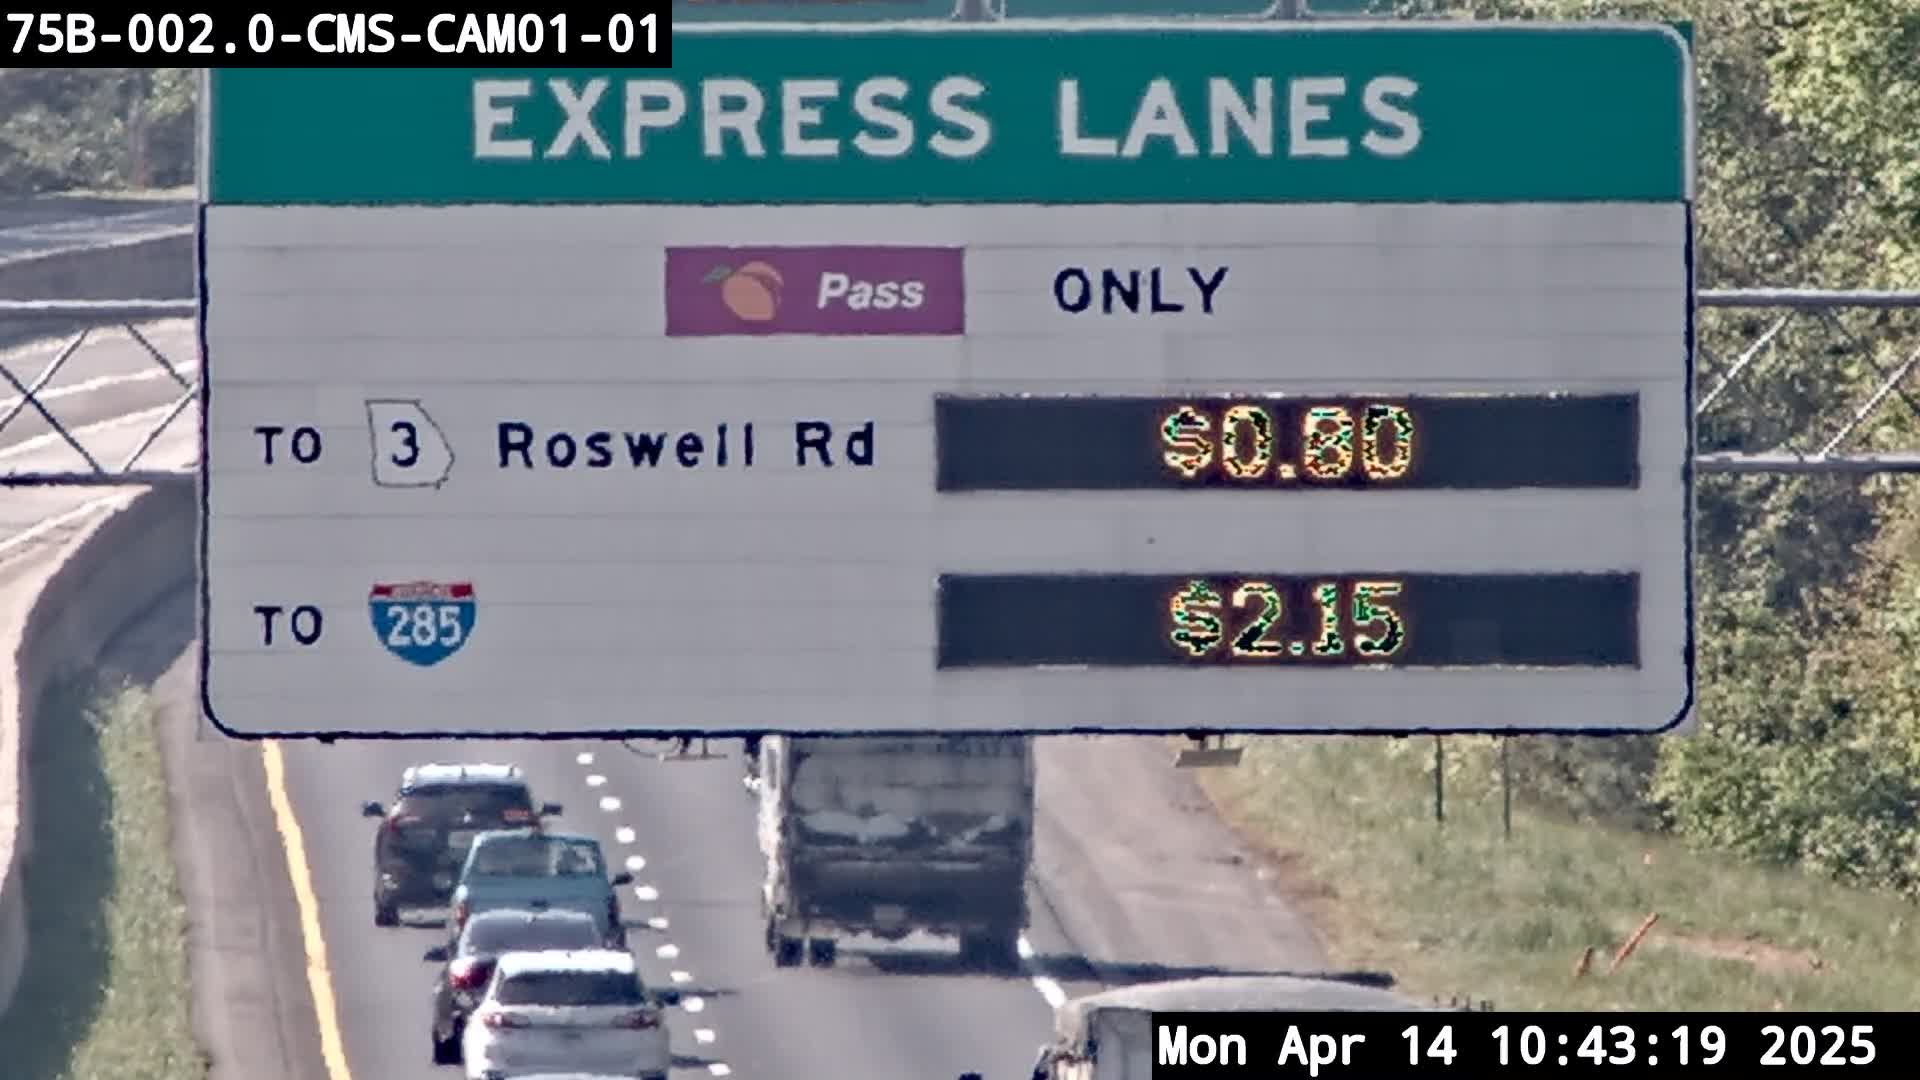 75B-002.0-CMS-CAM01-01
EXPRESS LANES
Pass ONLY
TO 3 Roswell Rd $0.80
TO 285 $2.15
Mon Apr 14 10:43:19 2025